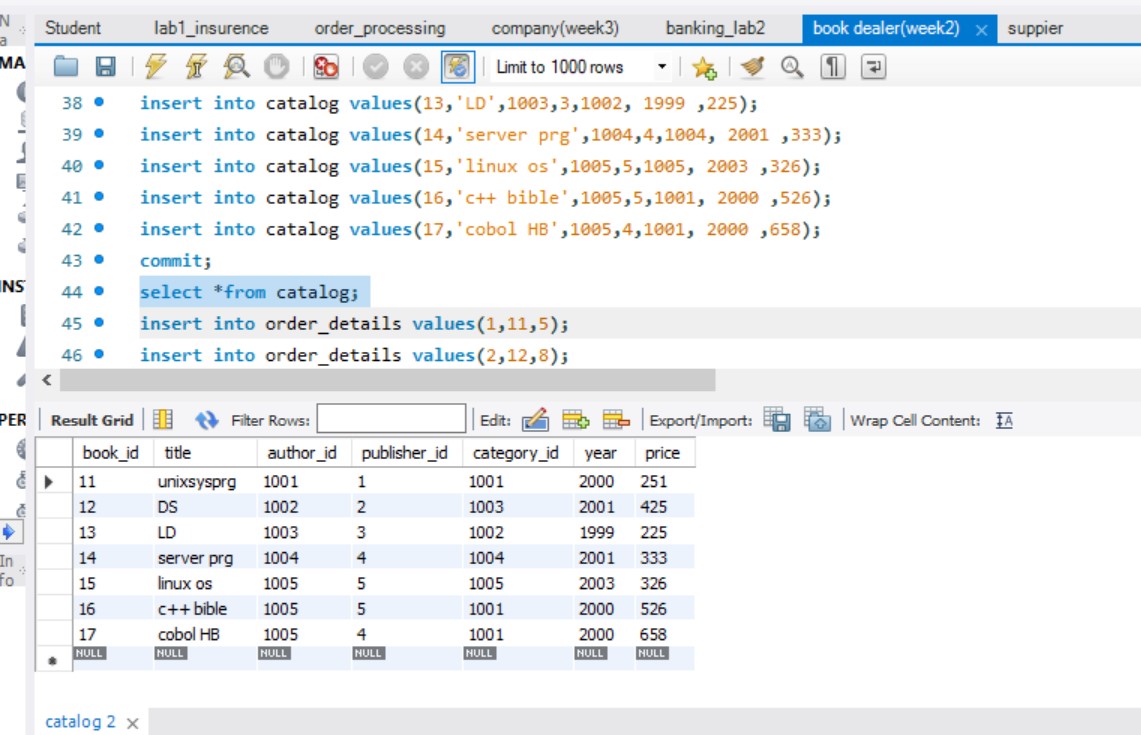 Student lab1_insurence order_processing company(week3) banking_lab2 book dealer(week2) × suppier
Limit to 1000 rows
38 insert into catalog values(13,'LD',1003,3,1002, 1999 ,225);
39 insert into catalog values(14,'server prg',1004,4,1004, 2001 ,333);
40 insert into catalog values(15,'linux os',1005,5,1005, 2003 ,326);
41 insert into catalog values(16,'c++ bible',1005,5,1001, 2000 ,526);
42 insert into catalog values(17,'cobol HB',1005,4,1001, 2000 ,658);
43 commit;
44 select *from catalog;
45 insert into order_details values(1,11,5);
46 insert into order_details values(2,12,8);
Result Grid Filter Rows: Edit: Export/Import: Wrap Cell Content:
book_id title author_id publisher_id category_id year price
11 unixsysprg 1001 1 1001 2000 251
12 DS 1002 2 1003 2001 425
13 LD 1003 3 1002 1999 225
14 server prg 1004 4 1004 2001 333
15 linux os 1005 5 1005 2003 326
16 c++ bible 1005 5 1001 2000 526
17 cobol HB 1005 4 1001 2000 658
NULL NULL NULL NULL NULL NULL NULL
catalog 2 ×